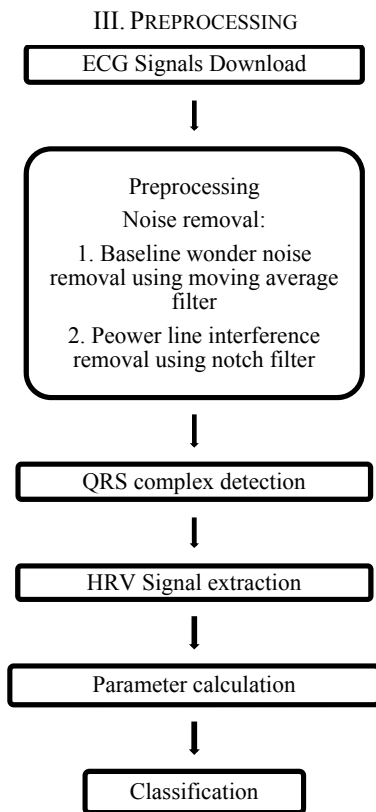 III. PREPROCESSING
ECG Signals Download
Preprocessing
Noise removal:
1. Baseline wonder noise
removal using moving average
filter
2. Peower line interference
removal using notch filter
QRS complex detection
HRV Signal extraction
Parameter calculation
Classification